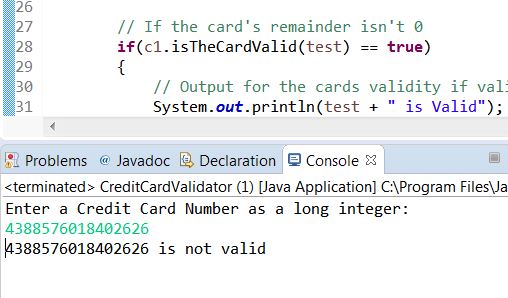 26
27 // If the card's remainder isn't 0
28 if(c1.isTheCardValid(test) == true)
29 {
30 // Output for the cards validity if vali
31 System.out.println(test + " is Valid");
Problems @ Javadoc Declaration Console
<terminated> CreditCardValidator (1) [Java Application] C:\Program Files\Ja
Enter a Credit Card Number as a long integer:
4388576018402626
4388576018402626 is not valid